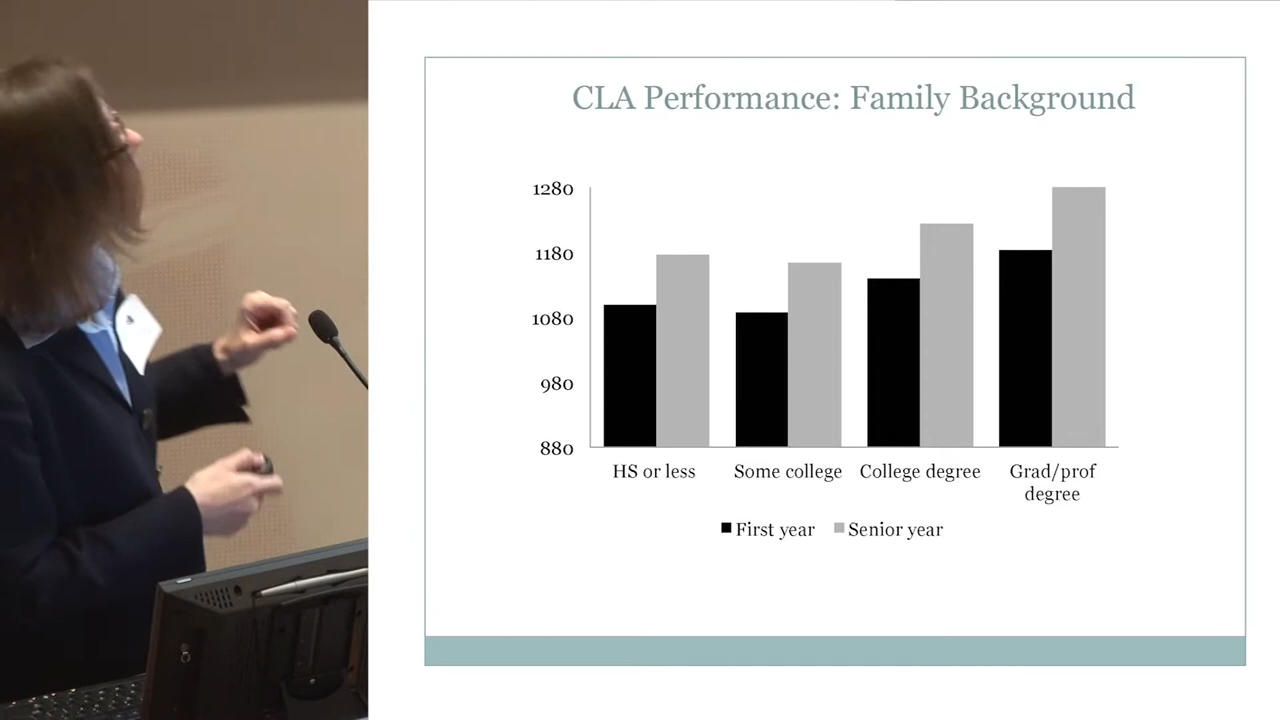 CLA Performance: Family Background
1280
1180
1080
980
880
HS or less
Some college
College degree
Grad/prof
degree
First year
Senior year